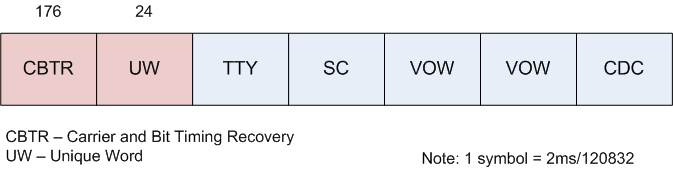 176 24
CBTR UW TTY SC VOW VOW CDC
CBTR – Carrier and Bit Timing Recovery
UW – Unique Word
Note: 1 symbol = 2ms/120832